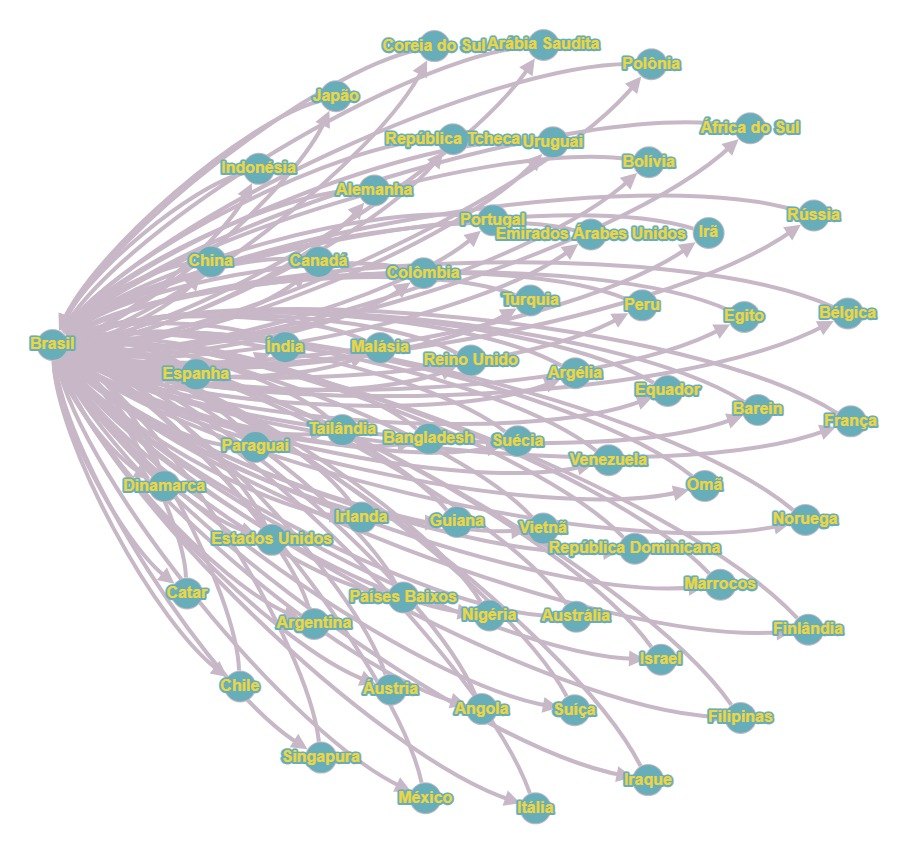 Coreia do Sul
Arábia Saudita
Polônia
Japão
África do Sul
República Tcheca
Uruguai
Bolívia
Indonésia
Alemanha
Rússia
Portugal
Emirados Árabes Unidos
Irã
China
Canadá
Colômbia
Turquia
Peru
Egito
Bélgica
Brasil
Índia
Malásia
Reino Unido
Espanha
Argélia
Equador
Barein
França
Tailândia
Bangladesh
Suécia
Paraguai
Venezuela
Dinamarca
Omã
Irlanda
Guiana
Vietnã
Noruega
Estados Unidos
República Dominicana
Marrocos
Catar
Países Baixos
Argentina
Nigéria
Austrália
Finlândia
Israel
Chile
Áustria
Angola
Suíça
Filipinas
Singapura
Iraque
México
Itália